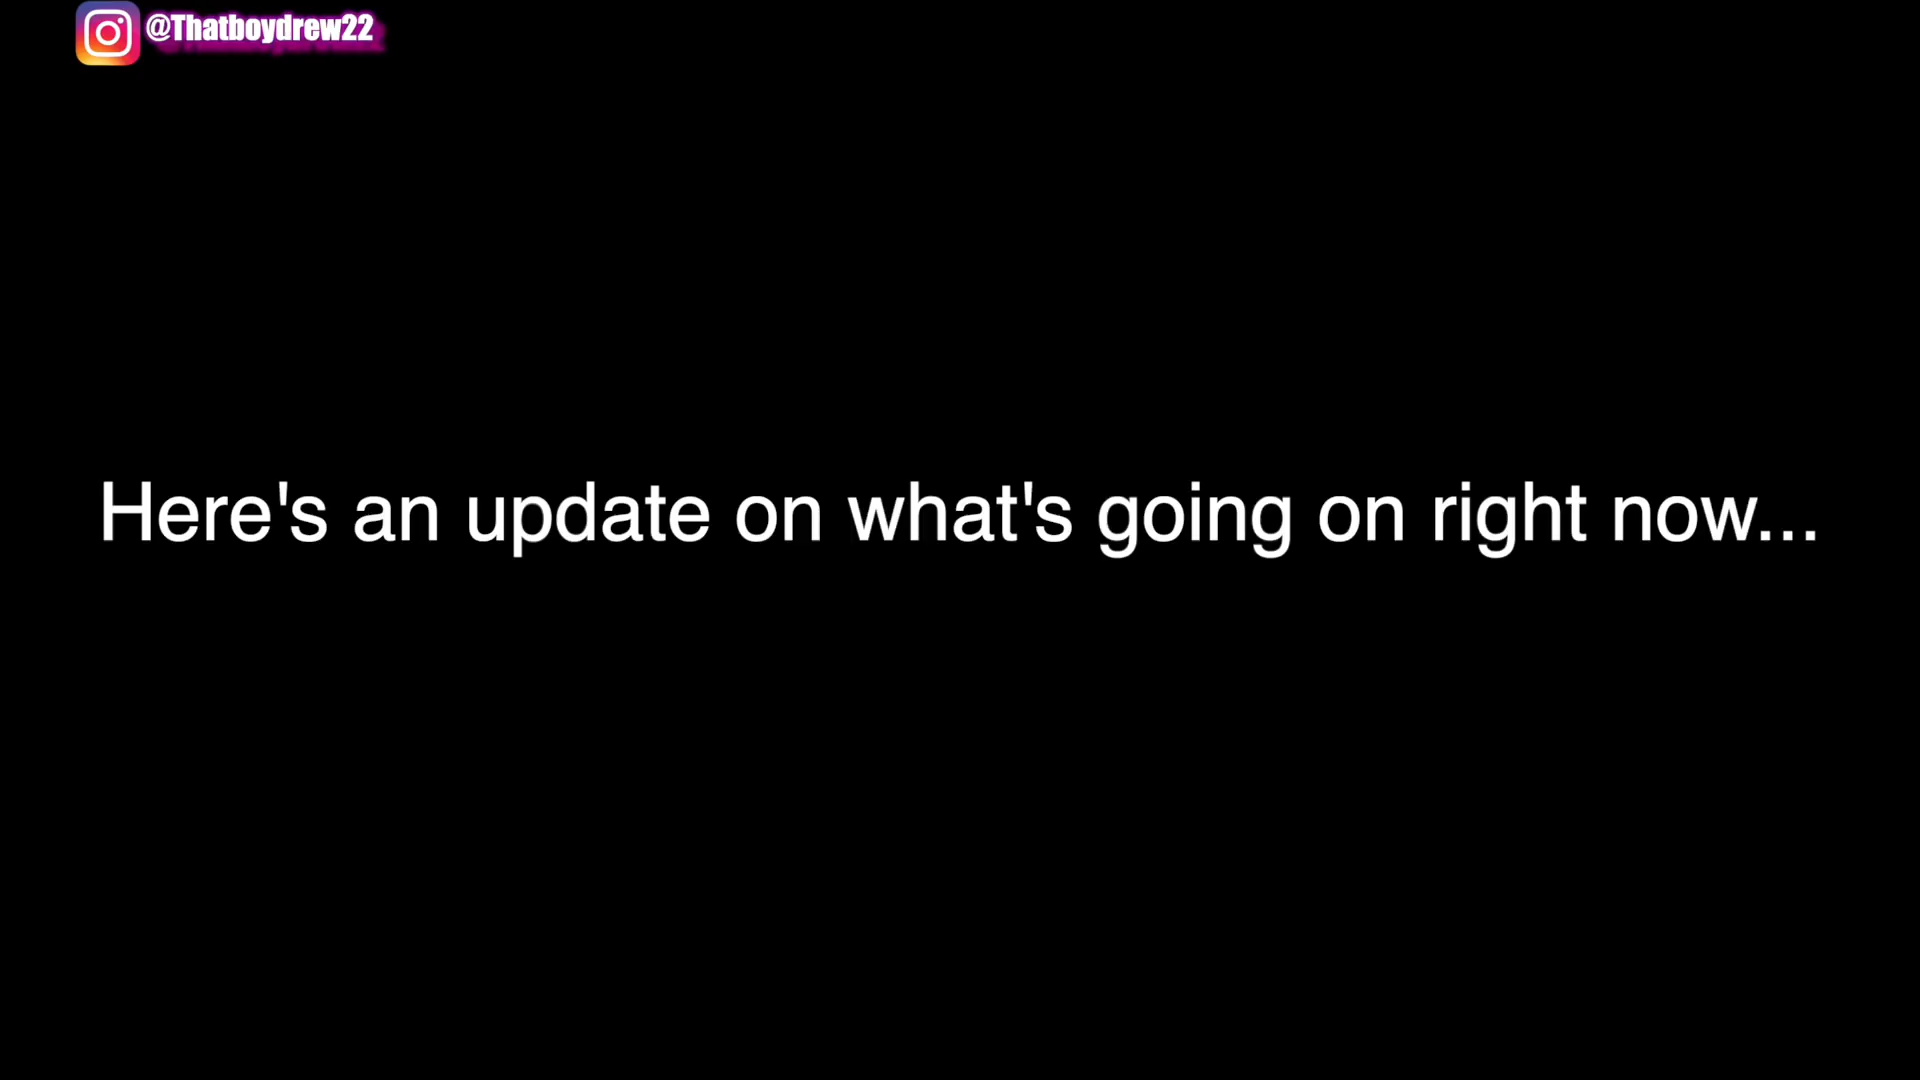 @Thatboydrew22
Here's an update on what's going on right now...